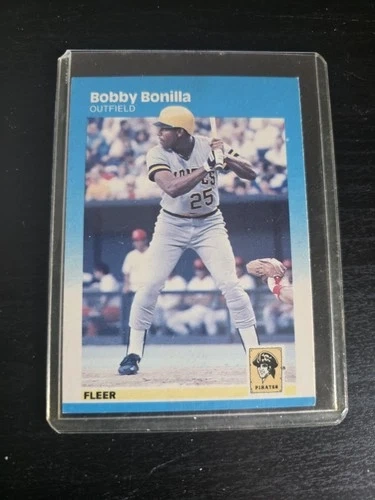 Bobby Bonilla
OUTFIELD
25
FLEER
PIRATES
®